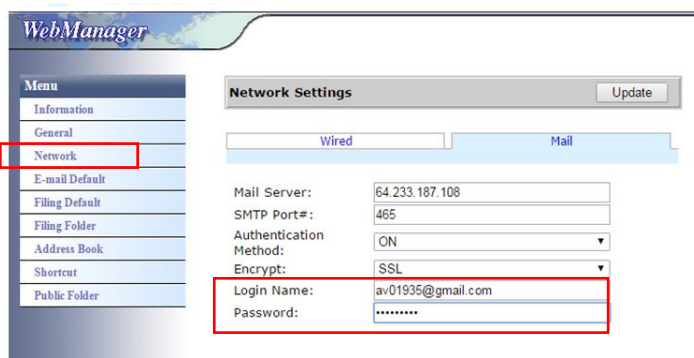 WebManager
Menu
Information
General
Network
E-mail Default
Filing Default
Filing Folder
Address Book
Shortcut
Public Folder
Network Settings
Update
Wired Mail
Mail Server: 64.233.187.108
SMTP Port#: 465
Authentication
Method: ON
Encrypt: SSL
Login Name: av01935@gmail.com
Password: •••••••••